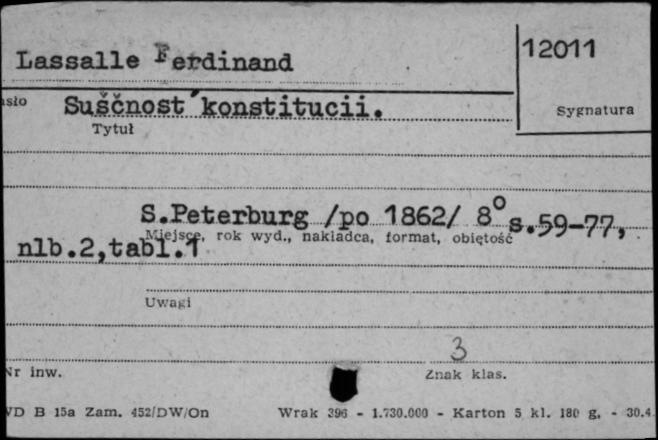 Lassalle Ferdinand
12011
asło Suščnost´konstitucii.
Sygnatura
Tytuł
S.Peterburg /po 1862/ 8° s.59-77,
Miejsce, rok wyd., nakładca, format, objętość
nlb.2,tabl.1
Uwagi
3
Nr inw.
Znak klas.
WD B 15a Zam. 452/DW/On Wrak 396 - 1.730.000 - Karton 5 kl. 180 g. - 30.4.